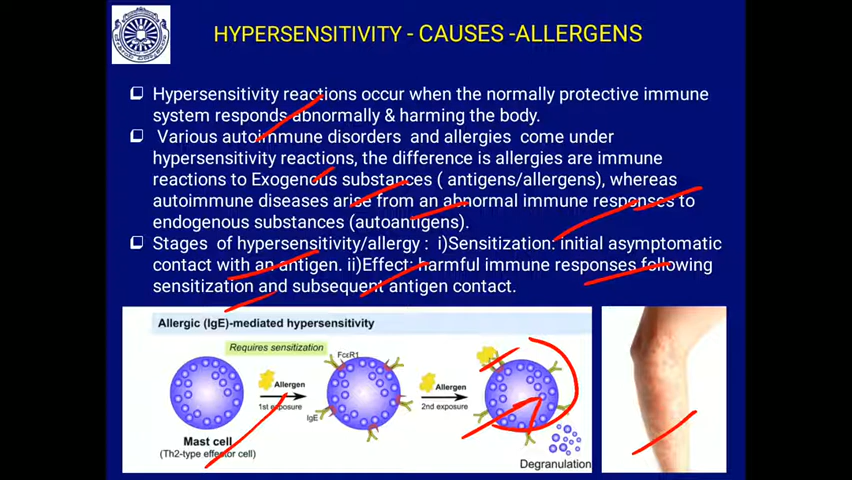 HYPERSENSITIVITY - CAUSES -ALLERGENS
Hypersensitivity reactions occur when the normally protective immune
system responds abnormally & harming the body.
Various autoimmune disorders and allergies come under
hypersensitivity reactions, the difference is allergies are immune
reactions to Exogenous substances ( antigens/allergens), whereas
autoimmune diseases arise from an abnormal immune responses to
endogenous substances (autoantigens).
Stages of hypersensitivity/allergy : i)Sensitization: initial asymptomatic
contact with an antigen. ii)Effect: harmful immune responses following
sensitization and subsequent antigen contact.
Allergic (IgE)-mediated hypersensitivity
Requires sensitization
FcεR1
Allergen
1st exposure
IgE
Allergen
2nd exposure
Mast cell
(Th2-type effector cell)
Degranulation